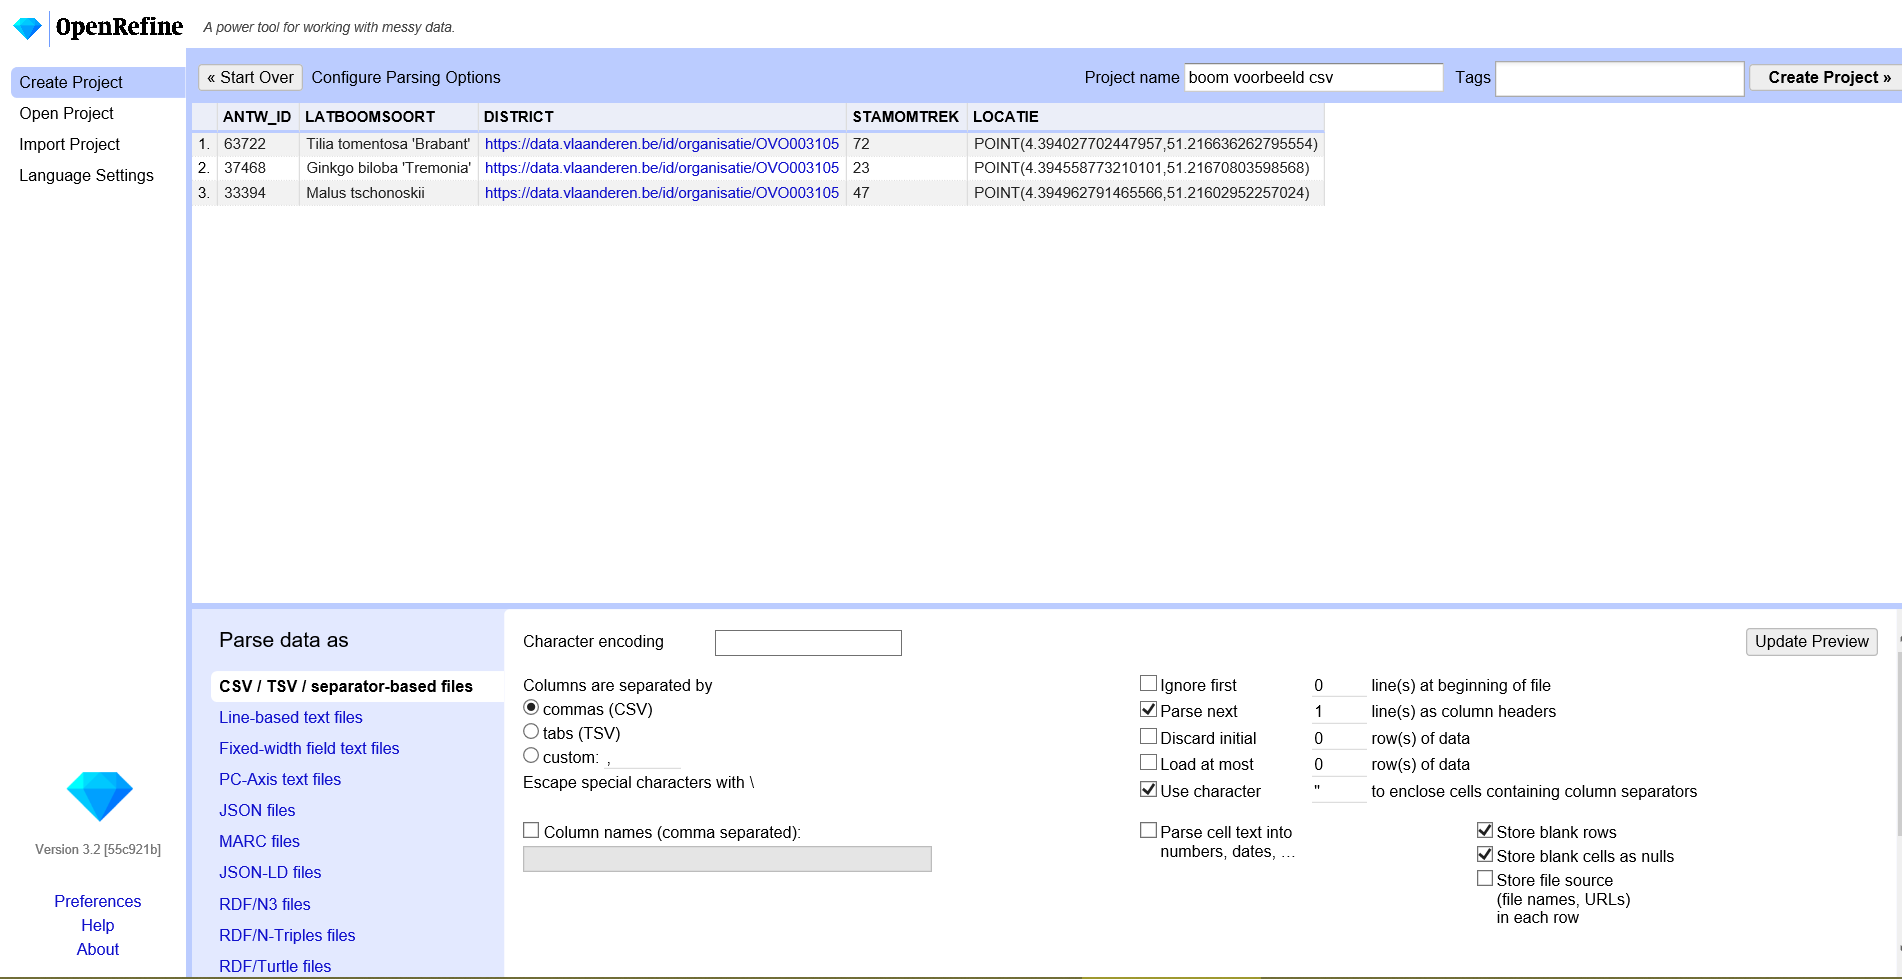 OpenRefine A power tool for working with messy data.
Create Project
Open Project
Import Project
Language Settings
« Start Over Configure Parsing Options Project name boom voorbeeld csv Tags Create Project »
ANTW_ID LATBOOMSOORT DISTRICT STAMOMTREK LOCATIE
1. 63722 Tilia tomentosa 'Brabant' https://data.vlaanderen.be/id/organisatie/OVO003105 72 POINT(4.394027702447957,51.216636262795554)
2. 37468 Ginkgo biloba 'Tremonia' https://data.vlaanderen.be/id/organisatie/OVO003105 23 POINT(4.394558773210101,51.21670803598568)
3. 33394 Malus tschonoskii https://data.vlaanderen.be/id/organisatie/OVO003105 47 POINT(4.394962791465566,51.21602952257024)
Parse data as
CSV / TSV / separator-based files
Line-based text files
Fixed-width field text files
PC-Axis text files
JSON files
MARC files
JSON-LD files
RDF/N3 files
RDF/N-Triples files
RDF/Turtle files
Character encoding
Update Preview
Columns are separated by
commas (CSV)
tabs (TSV)
custom: ,
Escape special characters with \
Column names (comma separated):
Ignore first 0 line(s) at beginning of file
Parse next 1 line(s) as column headers
Discard initial 0 row(s) of data
Load at most 0 row(s) of data
Use character " to enclose cells containing column separators
Parse cell text into
numbers, dates, ...
Store blank rows
Store blank cells as nulls
Store file source
(file names, URLs)
in each row
Version 3.2 [55c921b]
Preferences
Help
About